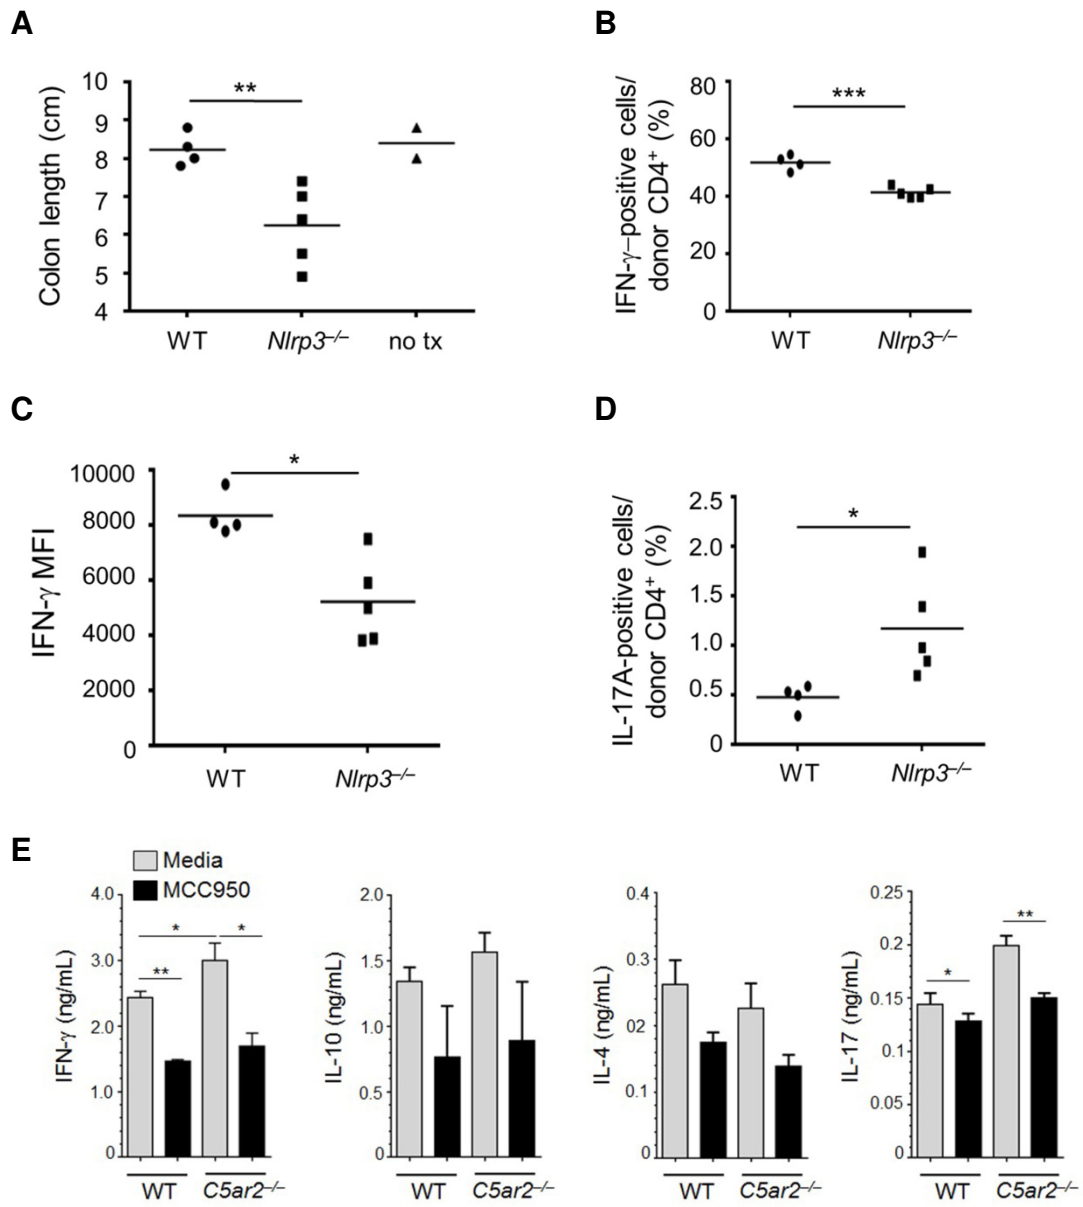 A
Colon length (cm)
10
9
8
7
6
5
4
**
WT
Nlrp3–/–
no tx
B
IFN-γ–positive cells/
donor CD4+ (%)
80
60
40
20
0
***
WT
Nlrp3–/–
C
IFN-γ MFI
10000
8000
6000
4000
2000
0
*
WT
Nlrp3–/–
D
IL-17A-positive cells/
donor CD4+ (%)
2.5
2.0
1.5
1.0
0.5
0
*
WT
Nlrp3–/–
E
Media
MCC950
IFN-γ (ng/mL)
4.0
3.0
2.0
1.0
0
*
*
**
WT
C5ar2–/–
IL-10 (ng/mL)
2.0
1.5
1.0
0.5
0
WT
C5ar2–/–
IL-4 (ng/mL)
0.4
0.3
02
0.1
0
WT
C5ar2–/–
IL-17 (ng/mL)
0.25
0.2
0.15
0.1
0.05
0
*
**
WT
C5ar2–/–